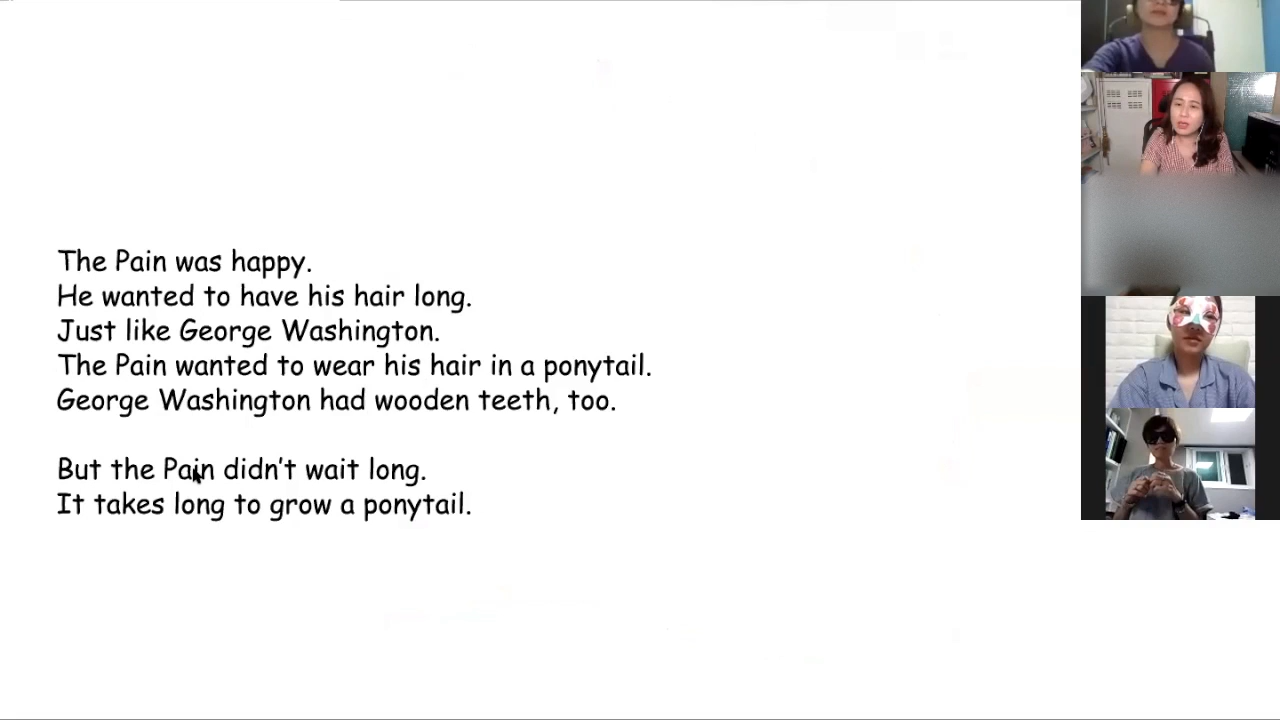 The Pain was happy.
He wanted to have his hair long.
Just like George Washington.
The Pain wanted to wear his hair in a ponytail.
George Washington had wooden teeth, too.
But the Pain didn't wait long.
It takes long to grow a ponytail.